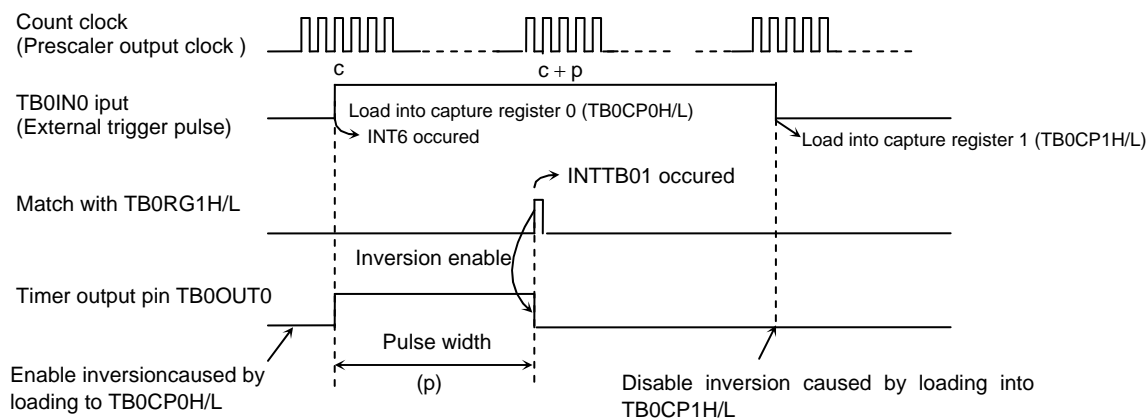 Count clock
(Prescaler output clock )
c
c + p
TB0IN0 iput
(External trigger pulse)
Load into capture register 0 (TB0CP0H/L)
INT6 occured
Load into capture register 1 (TB0CP1H/L)
INTTB01 occured
Match with TB0RG1H/L
Inversion enable
Timer output pin TB0OUT0
Pulse width
(p)
Enable inversioncaused by
loading to TB0CP0H/L
Disable inversion caused by loading into
TB0CP1H/L